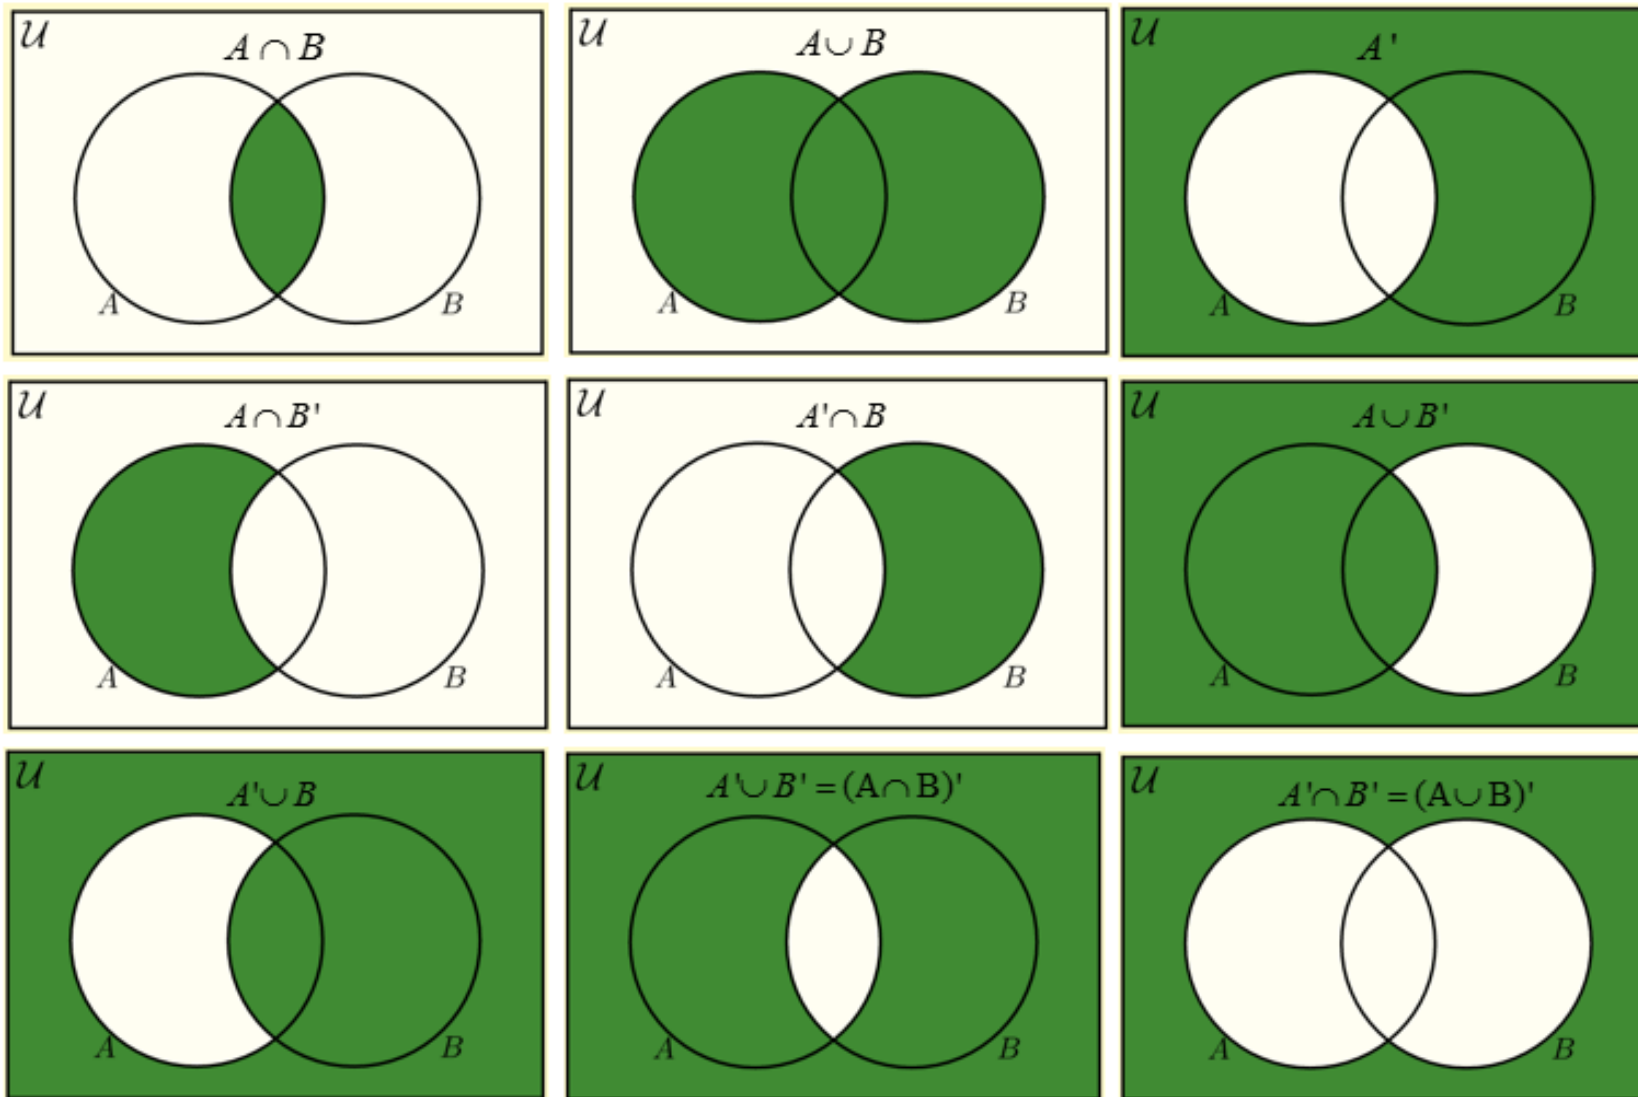 𝒰
A ∩ B
A B
𝒰
A ∪ B
A B
𝒰
A '
A B
𝒰
A ∩ B'
A B
𝒰
A'∩ B
A B
𝒰
A ∪ B'
A B
𝒰
A'∪ B
A B
𝒰
A'∪ B' = (A∩B)'
A B
𝒰
A'∩ B' = (A∪B)'
A B